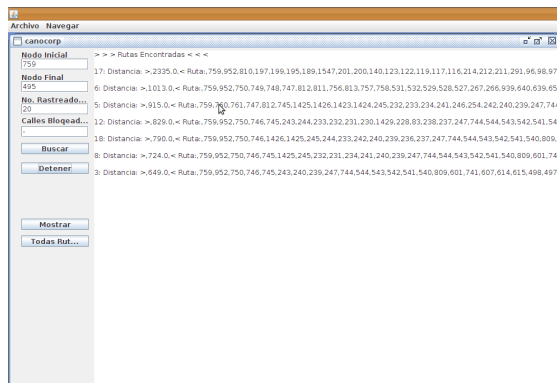 Archivo Navegar
canocorp
Nodo Inicial
759
Nodo Final
495
No. Rastreado...
20
Calles Bloquead...
-
Buscar
Detener
Mostrar
Todas Rut...
> > > Rutas Encontradas < < <
17: Distancia: >,2335.0,< Ruta:,759,952,810,197,199,195,189,1547,201,200,140,123,122,119,117,116,214,212,211,291,96,98,97
6: Distancia: >,1013.0,< Ruta:,759,952,750,749,748,747,812,811,756,813,757,758,531,532,529,528,527,267,266,939,640,639,65
5: Distancia: >,915.0,< Ruta:,759,760,761,747,812,745,1425,1426,1423,1424,245,232,233,234,241,246,254,242,240,239,247,744
12: Distancia: >,829.0,< Ruta:,759,952,750,746,745,243,244,233,232,231,230,1429,228,83,238,237,247,744,544,543,542,541,54
18: Distancia: >,790.0,< Ruta:,759,952,750,746,1426,1425,245,244,233,242,240,239,236,237,247,744,544,543,542,541,540,809,
8: Distancia: >,724.0,< Ruta:,759,952,750,746,745,1425,245,232,231,234,241,240,239,247,744,544,543,542,541,540,809,601,74
3: Distancia: >,649.0,< Ruta:,759,952,750,746,745,243,240,239,247,744,544,543,542,541,540,809,601,741,607,614,615,498,497